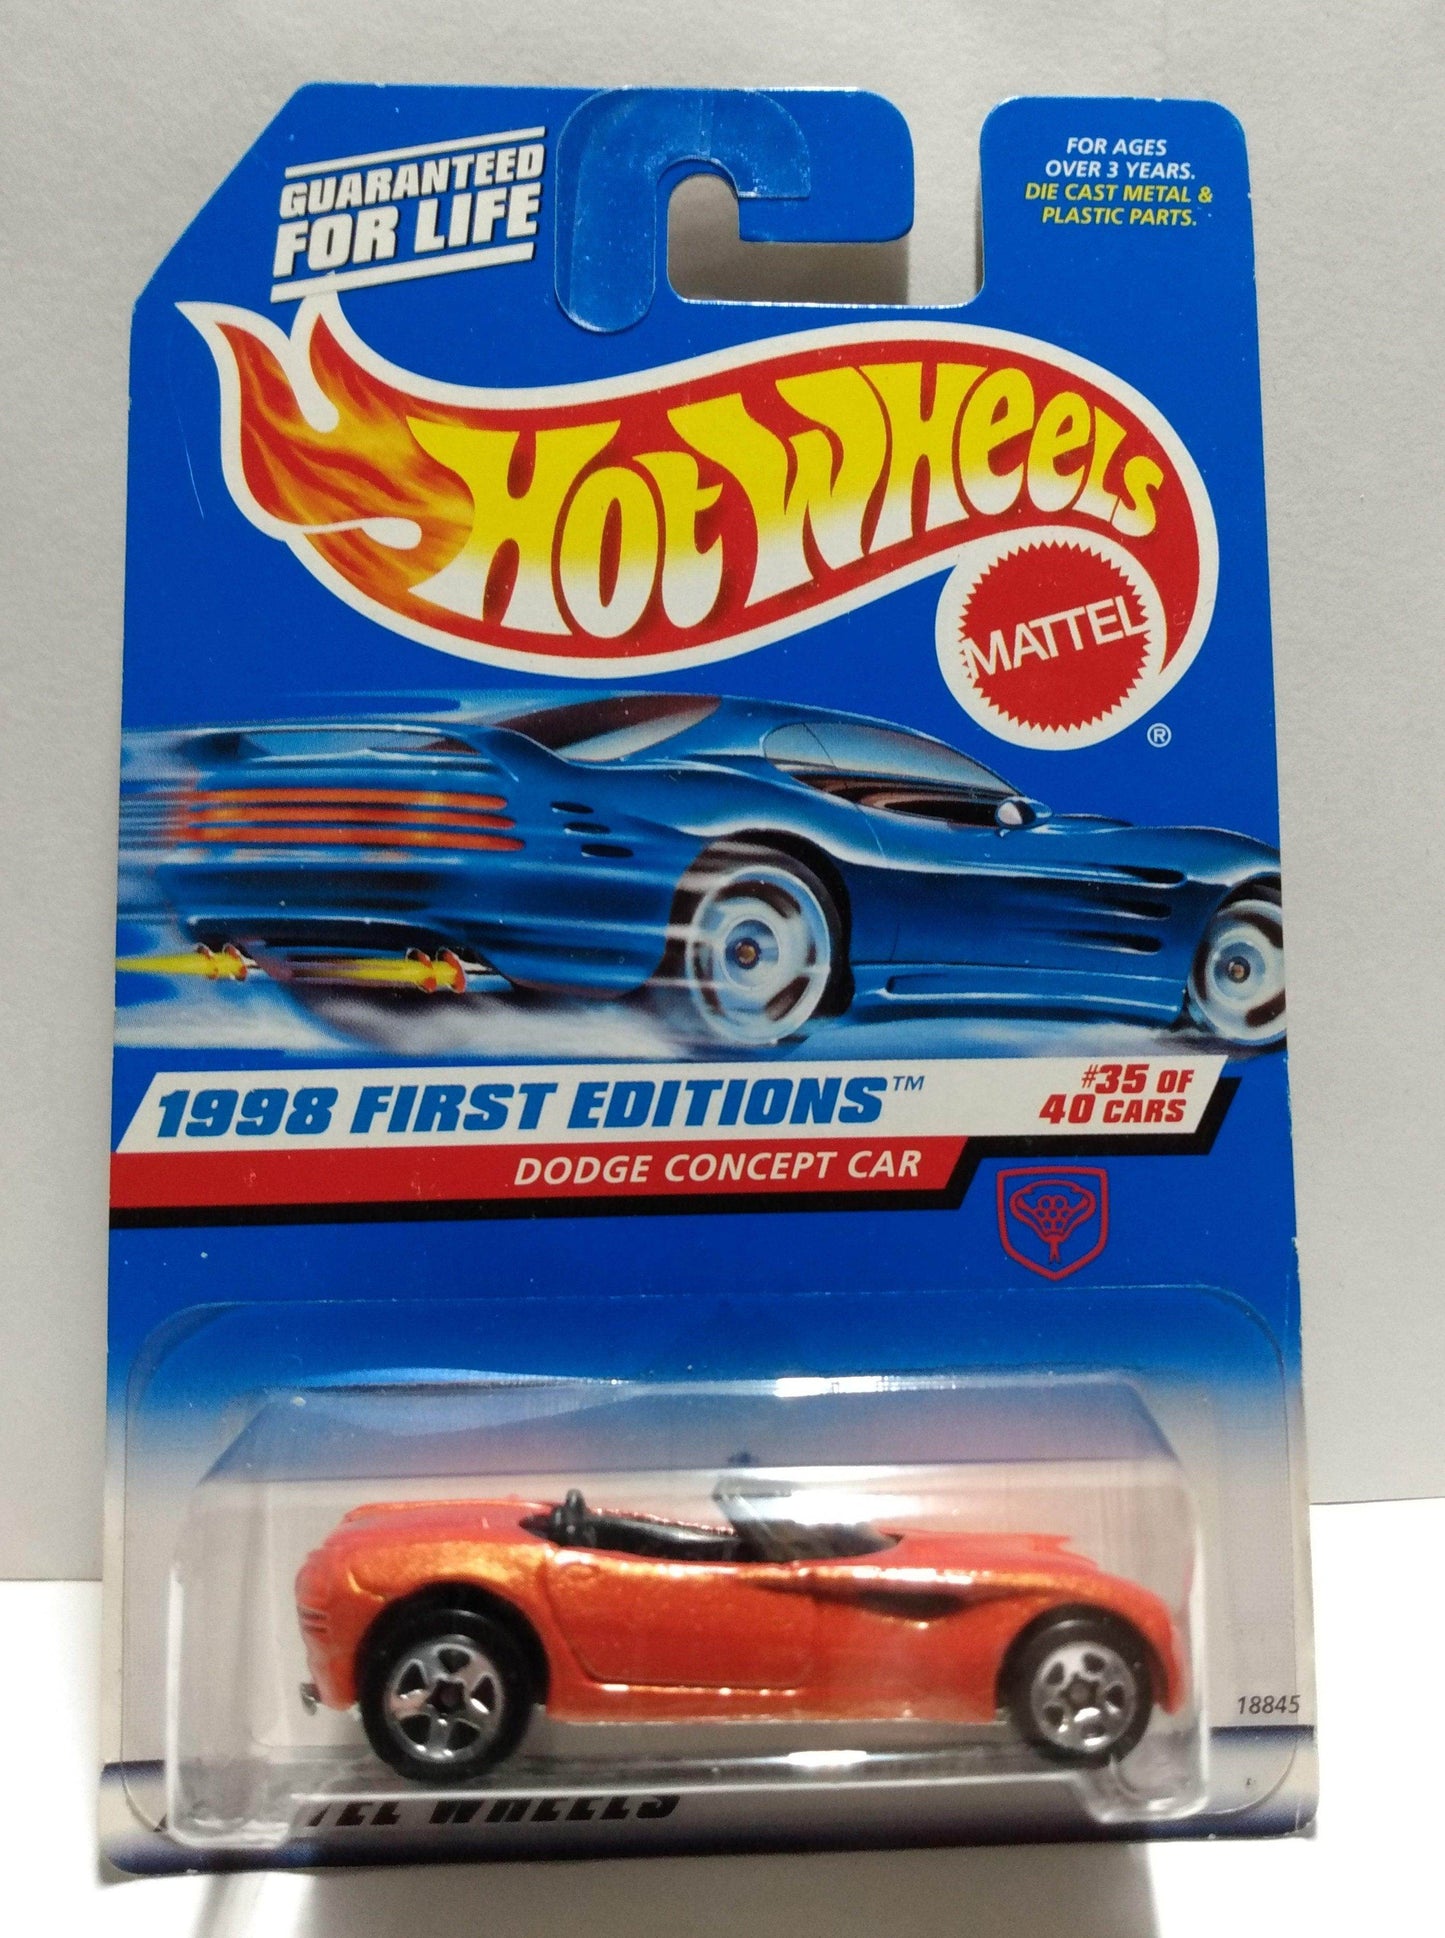 GUARANTEED
FOR LIFE
FOR AGES
OVER 3 YEARS.
DIE CAST METAL &
PLASTIC PARTS.
HOT WHEELS
MATTEL
®
1998 FIRST EDITIONS™
#35 OF
40 CARS
DODGE CONCEPT CAR
18845
WHEELS